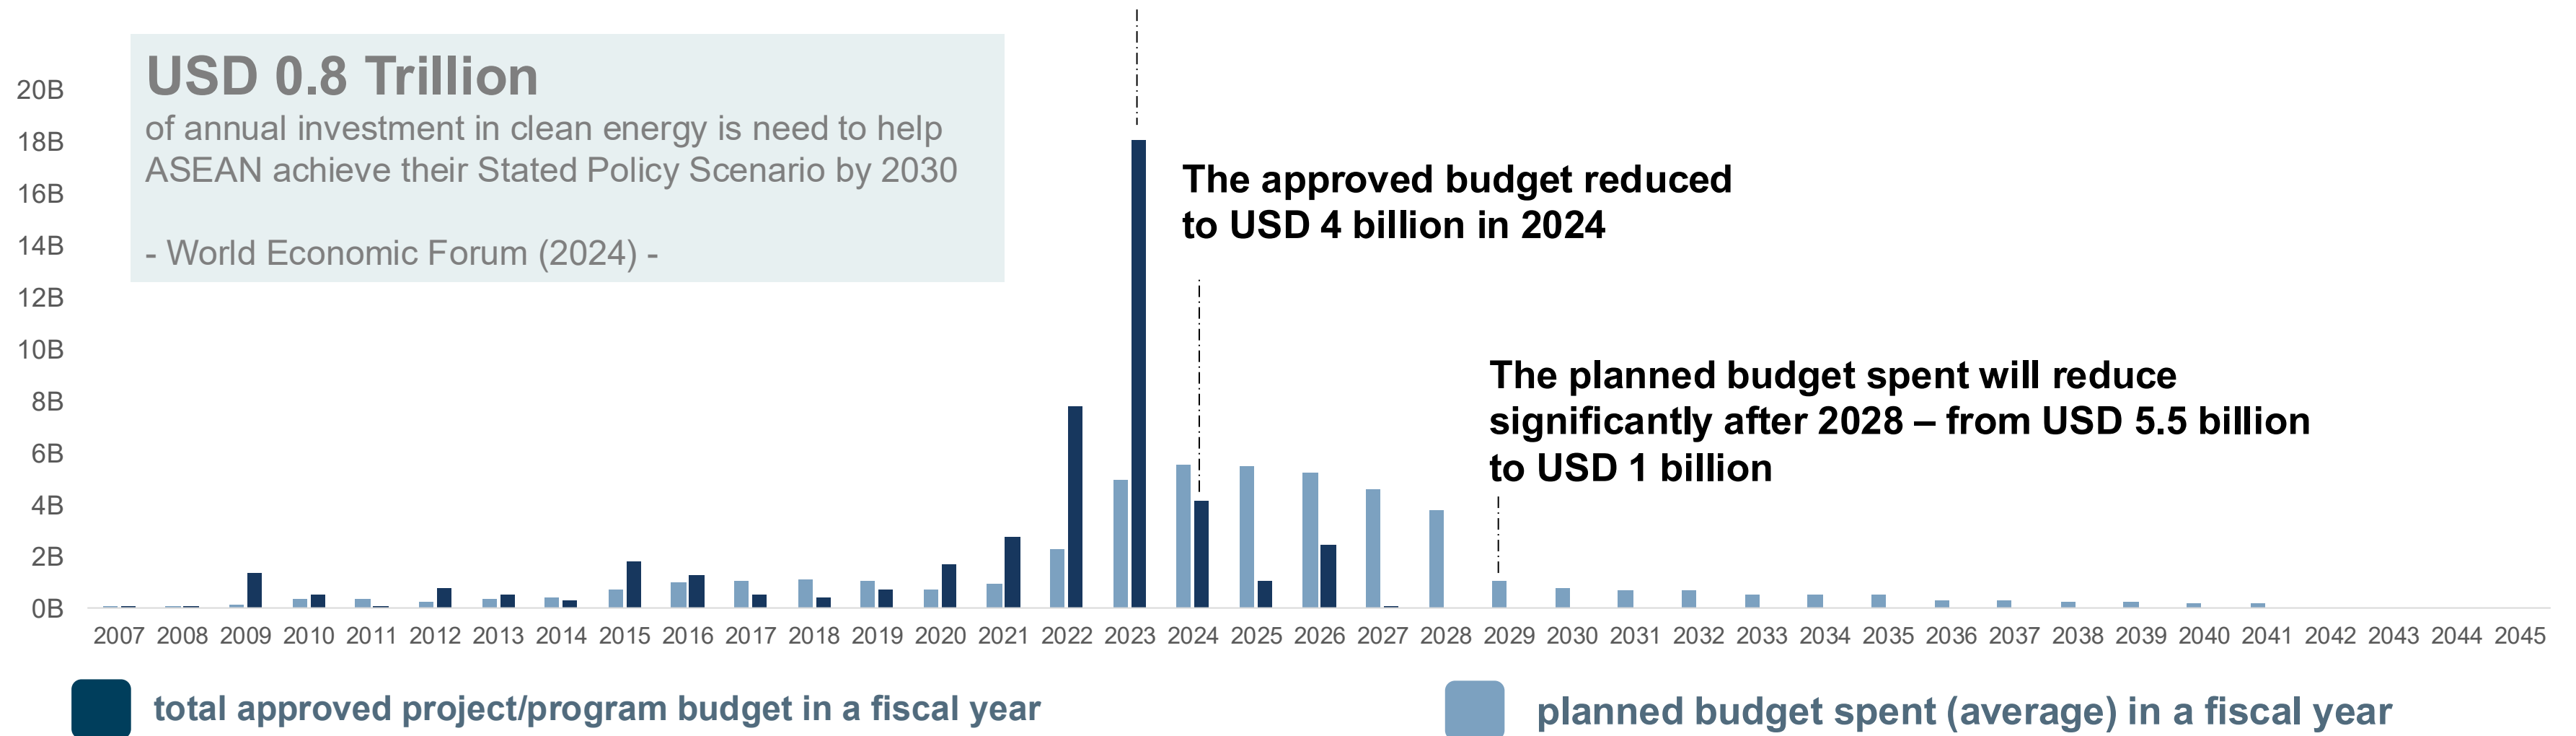 USD 0.8 Trillion
of annual investment in clean energy is need to help
ASEAN achieve their Stated Policy Scenario by 2030
- World Economic Forum (2024) -
The approved budget reduced
to USD 4 billion in 2024
The planned budget spent will reduce
significantly after 2028 – from USD 5.5 billion
to USD 1 billion
20B
18B
16B
14B
12B
10B
8B
6B
4B
2B
0B
2007 2008 2009 2010 2011 2012 2013 2014 2015 2016 2017 2018 2019 2020 2021 2022 2023 2024 2025 2026 2027 2028 2029 2030 2031 2032 2033 2034 2035 2036 2037 2038 2039 2040 2041 2042 2043 2044 2045
total approved project/program budget in a fiscal year
planned budget spent (average) in a fiscal year